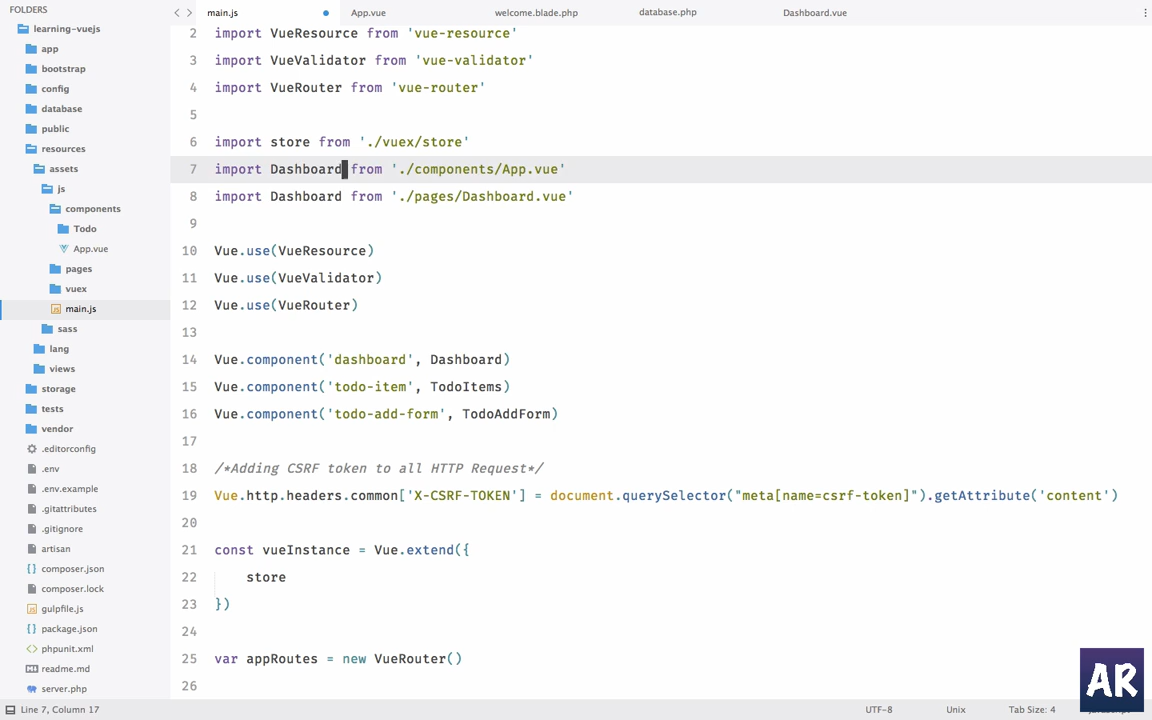 FOLDERS
learning-vuejs
app
bootstrap
config
database
public
resources
assets
js
components
Todo
App.vue
pages
vuex
main.js
sass
lang
views
storage
tests
vendor
.editorconfig
.env
.env.example
.gitattributes
.gitignore
artisan
composer.json
composer.lock
gulpfile.js
package.json
phpunit.xml
readme.md
server.php
main.js App.vue welcome.blade.php database.php Dashboard.vue
2 import VueResource from 'vue-resource'
3 import VueValidator from 'vue-validator'
4 import VueRouter from 'vue-router'
5
6 import store from './vuex/store'
7 import Dashboard from './components/App.vue'
8 import Dashboard from './pages/Dashboard.vue'
9
10 Vue.use(VueResource)
11 Vue.use(VueValidator)
12 Vue.use(VueRouter)
13
14 Vue.component('dashboard', Dashboard)
15 Vue.component('todo-item', TodoItems)
16 Vue.component('todo-add-form', TodoAddForm)
17
18 /*Adding CSRF token to all HTTP Request*/
19 Vue.http.headers.common['X-CSRF-TOKEN'] = document.querySelector("meta[name=csrf-token]").getAttribute('content')
20
21 const vueInstance = Vue.extend({
22 store
23 })
24
25 var appRoutes = new VueRouter()
26
AR
Line 7, Column 17 UTF-8 Unix Tab Size: 4